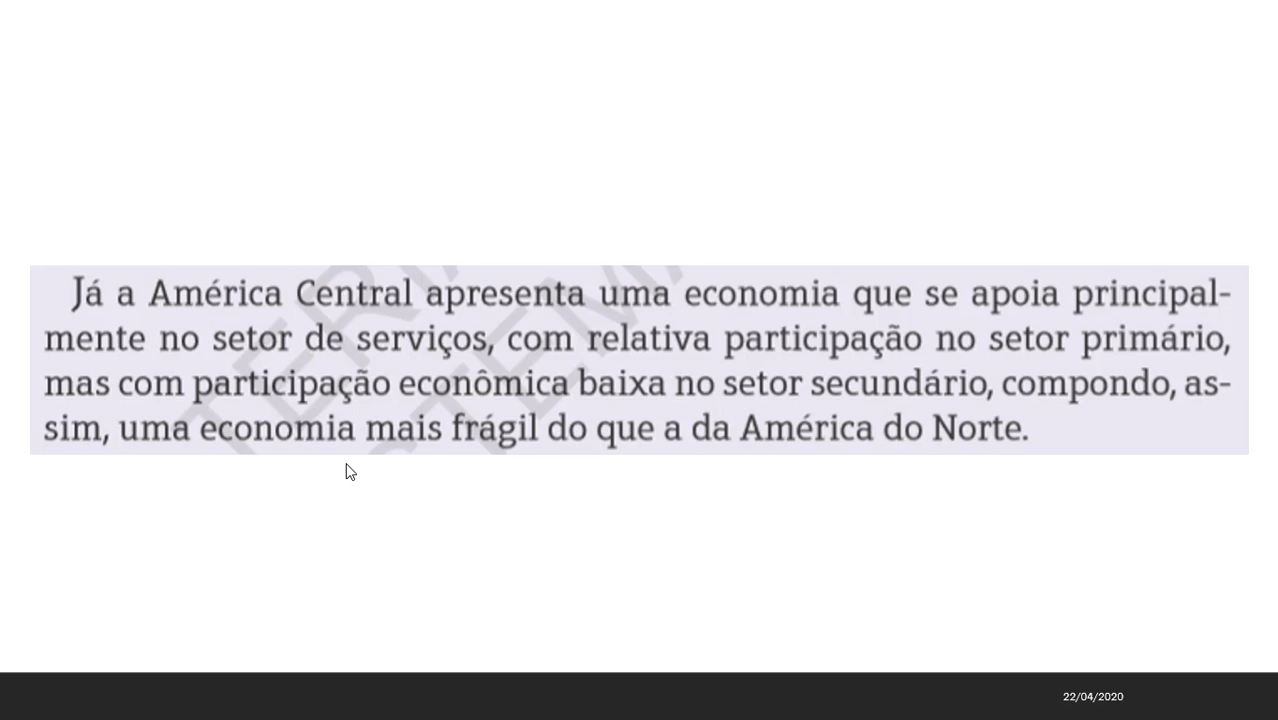 Já a América Central apresenta uma economia que se apoia principal-
mente no setor de serviços, com relativa participação no setor primário,
mas com participação econômica baixa no setor secundário, compondo, as-
sim, uma economia mais frágil do que a da América do Norte.
22/04/2020